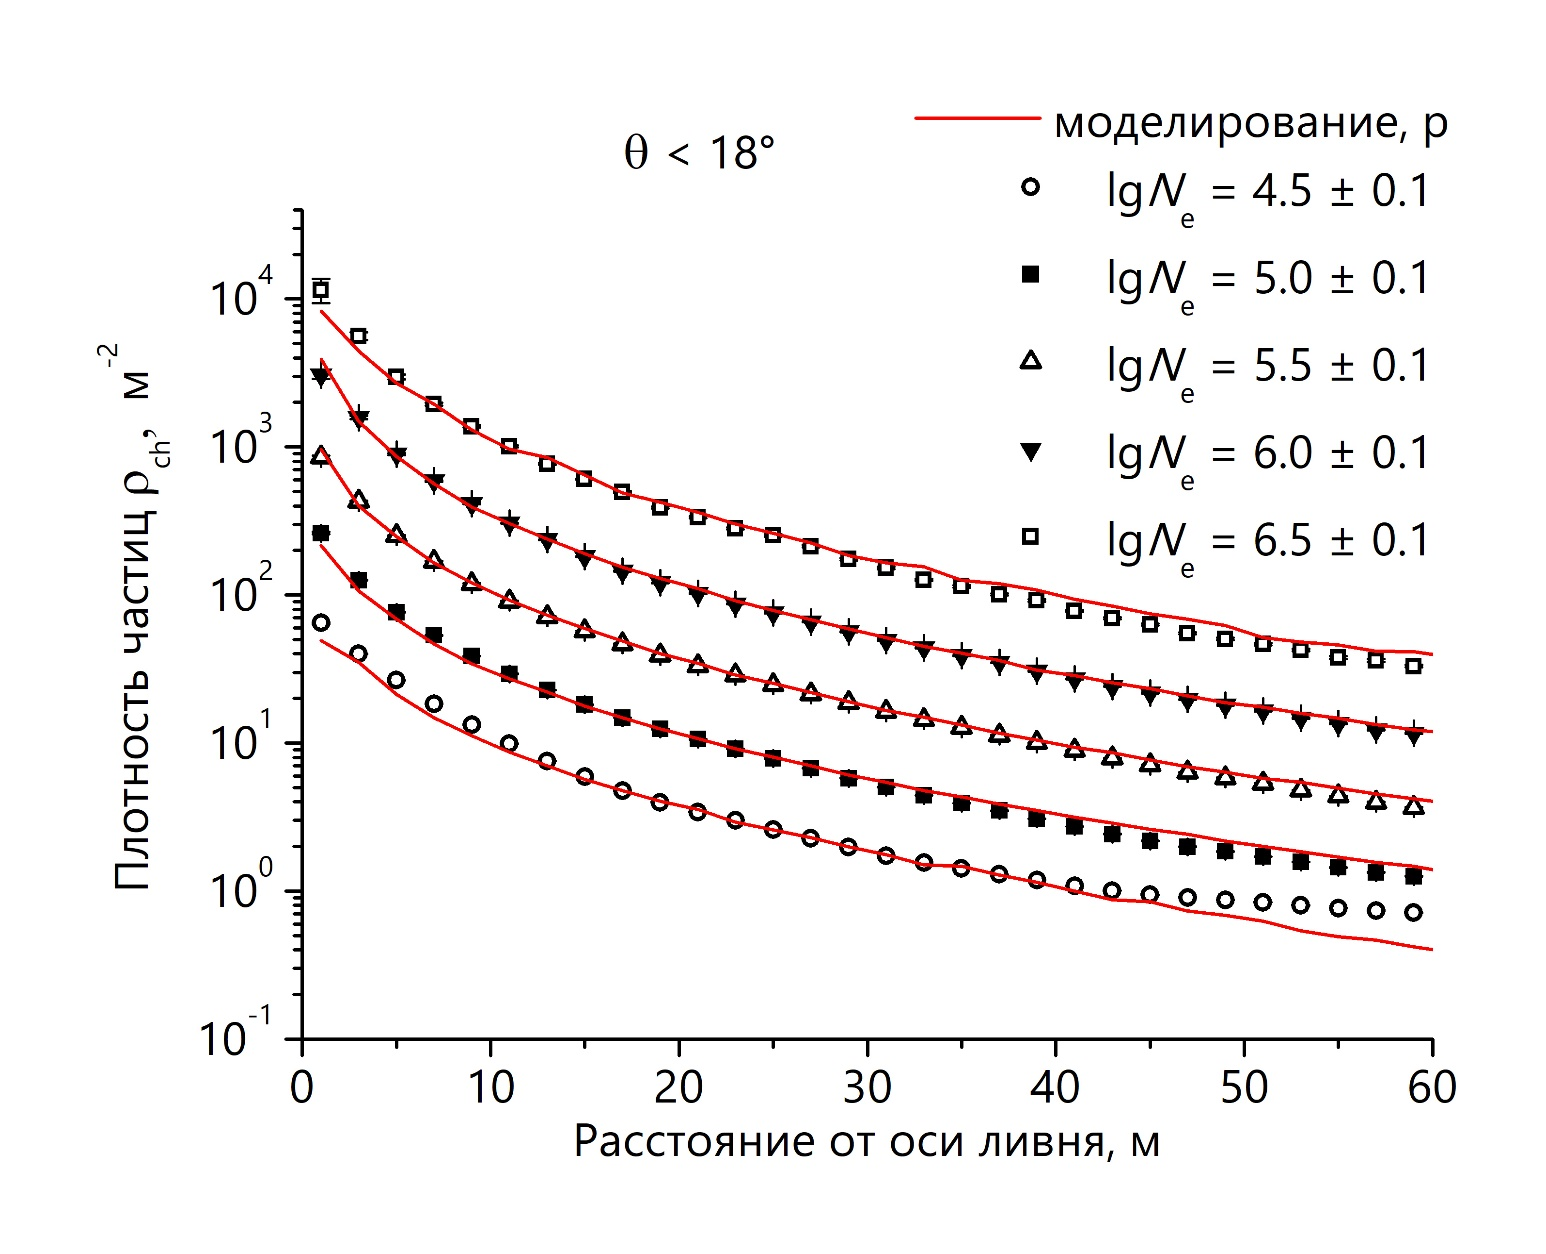 θ < 18°
моделирование, p
lgNe = 4.5 ± 0.1
lgNe = 5.0 ± 0.1
lgNe = 5.5 ± 0.1
lgNe = 6.0 ± 0.1
lgNe = 6.5 ± 0.1
Плотность частиц ρch, м-2
10^4
10^3
10^2
10^1
10^0
10^-1
0 10 20 30 40 50 60
Расстояние от оси ливня, м